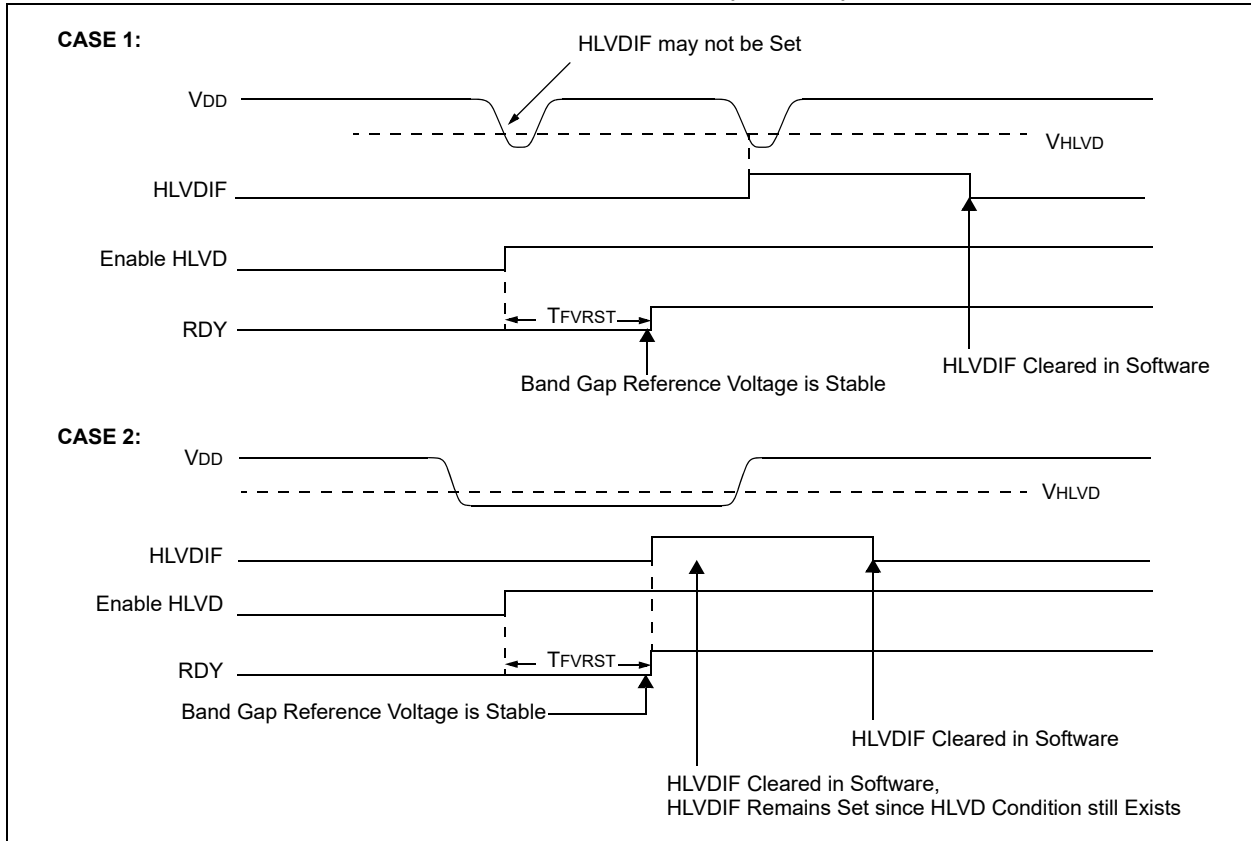 CASE 1:
HLVDIF may not be Set
VDD
VHLVD
HLVDIF
Enable HLVD
TFVRST
RDY
HLVDIF Cleared in Software
Band Gap Reference Voltage is Stable
CASE 2:
VDD
VHLVD
HLVDIF
Enable HLVD
TFVRST
RDY
Band Gap Reference Voltage is Stable
HLVDIF Cleared in Software
HLVDIF Cleared in Software,
HLVDIF Remains Set since HLVD Condition still Exists